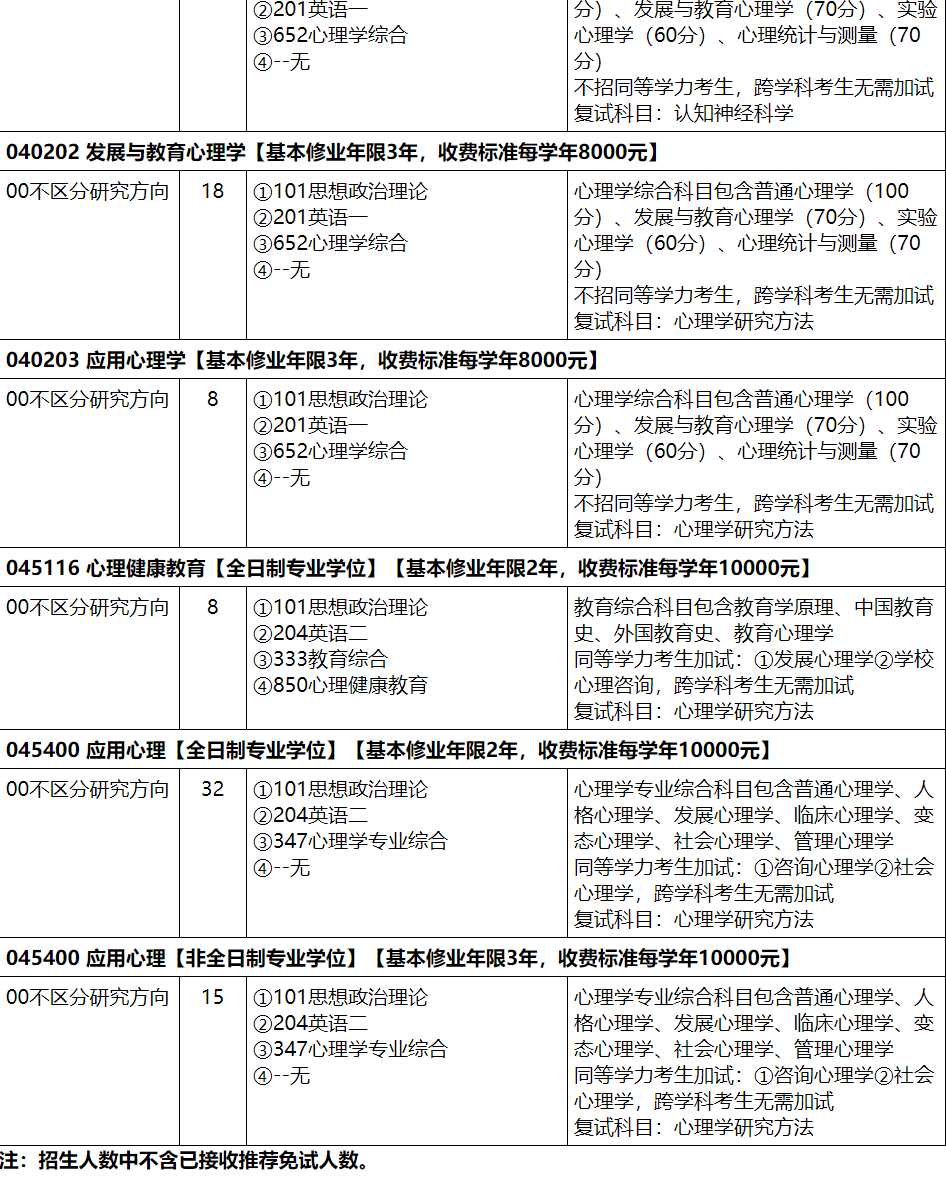 ②201英语一
③652心理学综合
④--无
分）、发展与教育心理学（70分）、实验
心理学（60分）、心理统计与测量（70
分）
不招同等学力考生，跨学科考生无需加试
复试科目：认知神经科学
040202 发展与教育心理学【基本修业年限3年，收费标准每学年8000元】
00不区分研究方向
18
①101思想政治理论
②201英语一
③652心理学综合
④--无
心理学综合科目包含普通心理学（100
分）、发展与教育心理学（70分）、实验
心理学（60分）、心理统计与测量（70
分）
不招同等学力考生，跨学科考生无需加试
复试科目：心理学研究方法
040203 应用心理学【基本修业年限3年，收费标准每学年8000元】
00不区分研究方向
8
①101思想政治理论
②201英语一
③652心理学综合
④--无
心理学综合科目包含普通心理学（100
分）、发展与教育心理学（70分）、实验
心理学（60分）、心理统计与测量（70
分）
不招同等学力考生，跨学科考生无需加试
复试科目：心理学研究方法
045116 心理健康教育【全日制专业学位】【基本修业年限2年，收费标准每学年10000元】
00不区分研究方向
8
①101思想政治理论
②204英语二
③333教育综合
④850心理健康教育
教育综合科目包含教育学原理、中国教育
史、外国教育史、教育心理学
同等学力考生加试：①发展心理学②学校
心理咨询，跨学科考生无需加试
复试科目：心理学研究方法
045400 应用心理【全日制专业学位】【基本修业年限2年，收费标准每学年10000元】
00不区分研究方向
32
①101思想政治理论
②204英语二
③347心理学专业综合
④--无
心理学专业综合科目包含普通心理学、人
格心理学、发展心理学、临床心理学、变
态心理学、社会心理学、管理心理学
同等学力考生加试：①咨询心理学②社会
心理学，跨学科考生无需加试
复试科目：心理学研究方法
045400 应用心理【非全日制专业学位】【基本修业年限3年，收费标准每学年10000元】
00不区分研究方向
15
①101思想政治理论
②204英语二
③347心理学专业综合
④--无
心理学专业综合科目包含普通心理学、人
格心理学、发展心理学、临床心理学、变
态心理学、社会心理学、管理心理学
同等学力考生加试：①咨询心理学②社会
心理学，跨学科考生无需加试
复试科目：心理学研究方法
注：招生人数中不含已接收推荐免试人数。